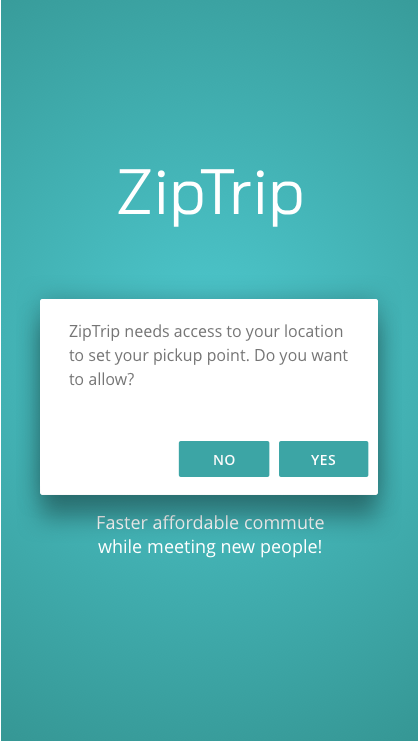 ZipTrip
ZipTrip needs access to your location
to set your pickup point. Do you want
to allow?
NO YES
Faster affordable commute
while meeting new people!